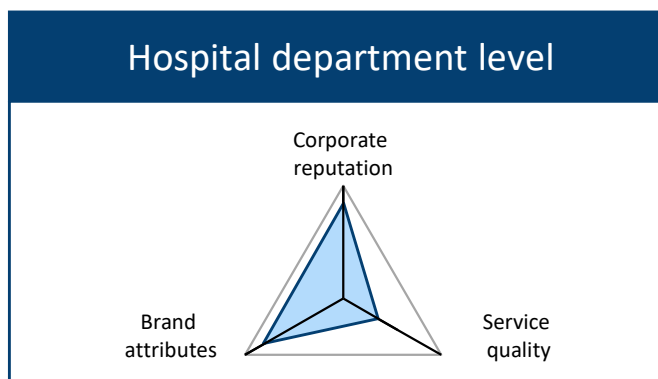 Hospital department level
Corporate
reputation
Brand
attributes
Service
quality